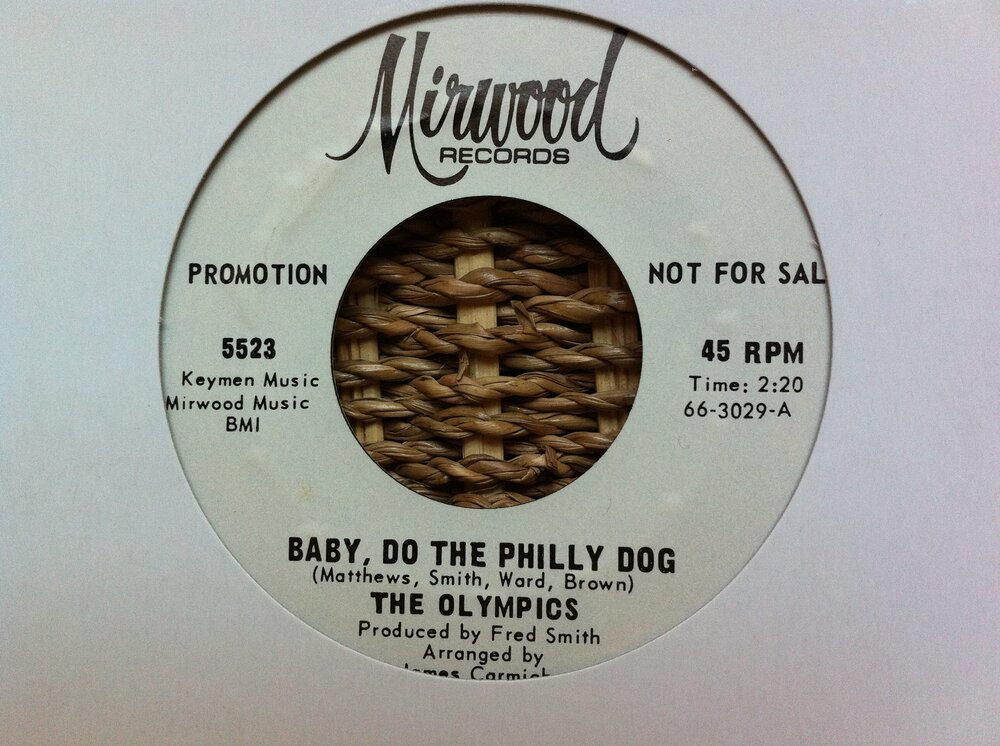 Mirwood
RECORDS
PROMOTION
NOT FOR SAL
5523
Keymen Music
Mirwood Music
BMI
45 RPM
Time: 2:20
66-3029-A
BABY, DO THE PHILLY DOG
(Matthews, Smith, Ward, Brown)
THE OLYMPICS
Produced by Fred Smith
Arranged by
James